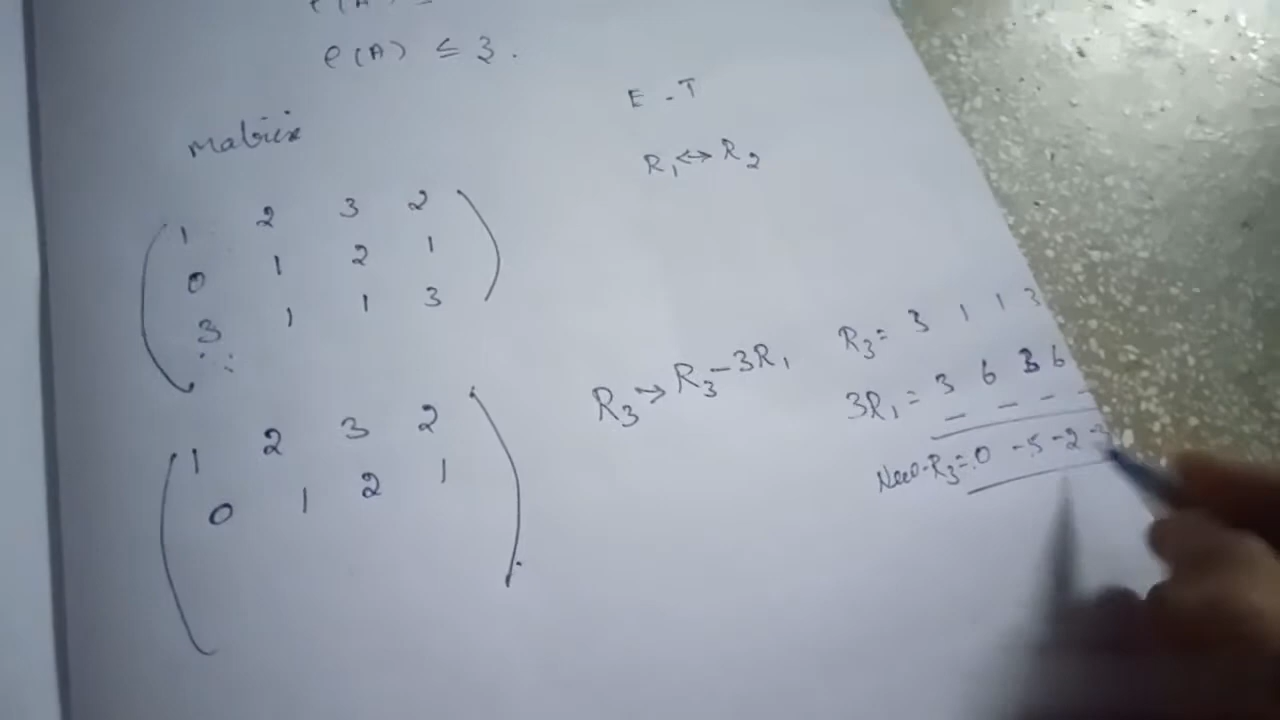 ρ(A) ≤ 3.
E - T
Matrix
R₁ ↔ R₂
1 2 3 2
0 1 2 1
3 1 1 3
R₃ → R₃ - 3R₁
R₃ = 3 1 1 3
3R₁ = 3 6 3 6
New R₃ = 0 -5 -2
1 2 3 2
0 1 2 1